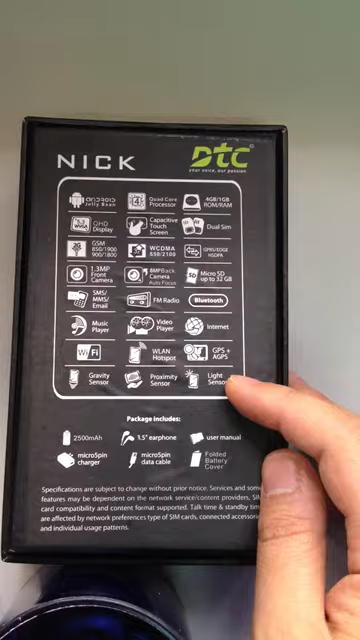 NICK
DTC
your voice, our passion.
android
Jelly Bean
Quad Core
Processor
4GB/1GB
ROM/RAM
QHD
Display
Capacitive
Touch
Screen
Dual Sim
GSM
850/1800
900/1900
WCDMA
850/2100
GPRS/EDGE
HSDPA
1.3MP
Front
Camera
8MP Back
Camera
Auto Focus
Micro SD
up to 32 GB
SMS/
MMS/
Email
FM Radio
Bluetooth
Music
Player
Video
Player
Internet
WiFi
WLAN
Hotspot
GPS +
AGPS
Gravity
Sensor
Proximity
Sensor
Light
Sensor
Package includes:
2500mAh
1.5" earphone
user manual
micro5pin
charger
micro5pin
data cable
Folded
Battery
Cover
Specifications are subject to change without prior notice. Services and some
features may be dependent on the network service/content providers, SIM
card compatibility and content format supported. Talk time & standby time
are affected by network preferences type of SIM cards, connected accessories
and individual usage patterns.